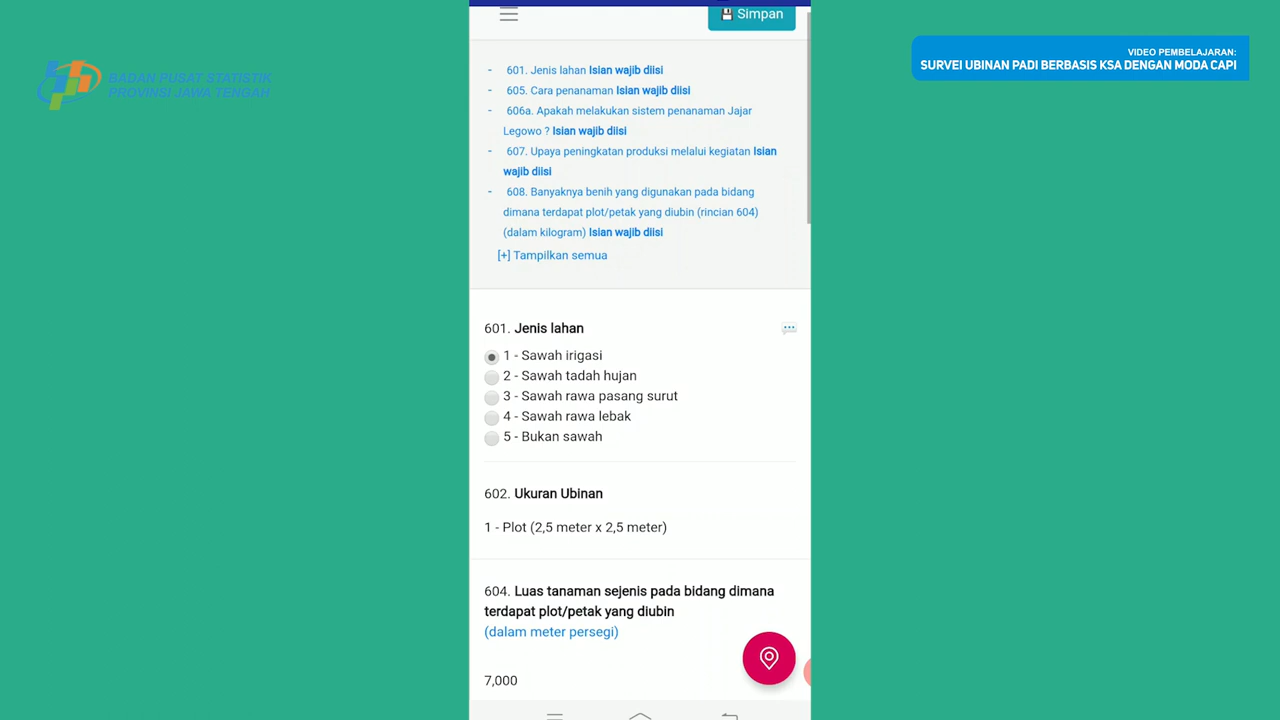 BADAN PUSAT STATISTIK
PROVINSI JAWA TENGAH
VIDEO PEMBELAJARAN:
SURVEI UBINAN PADI BERBASIS KSA DENGAN MODA CAPI
Simpan
- 601. Jenis lahan Isian wajib diisi
- 605. Cara penanaman Isian wajib diisi
- 606a. Apakah melakukan sistem penanaman Jajar
Legowo ? Isian wajib diisi
- 607. Upaya peningkatan produksi melalui kegiatan Isian
wajib diisi
- 608. Banyaknya benih yang digunakan pada bidang
dimana terdapat plot/petak yang diubin (rincian 604)
(dalam kilogram) Isian wajib diisi
[+] Tampilkan semua
601. Jenis lahan
1 - Sawah irigasi
2 - Sawah tadah hujan
3 - Sawah rawa pasang surut
4 - Sawah rawa lebak
5 - Bukan sawah
602. Ukuran Ubinan
1 - Plot (2,5 meter x 2,5 meter)
604. Luas tanaman sejenis pada bidang dimana
terdapat plot/petak yang diubin
(dalam meter persegi)
7,000